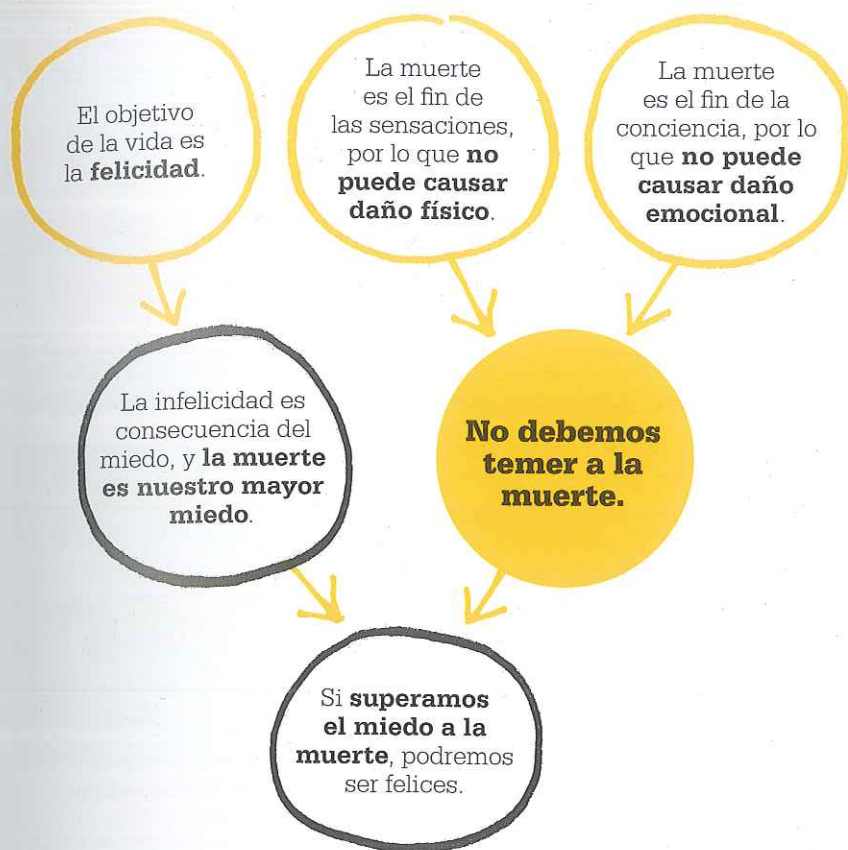 El objetivo
de la vida es
la felicidad.
La muerte
es el fin de
las sensaciones,
por lo que no
puede causar
daño físico.
La muerte
es el fin de la
conciencia, por lo
que no puede
causar daño
emocional.
La infelicidad es
consecuencia del
miedo, y la muerte
es nuestro mayor
miedo.
No debemos
temer a la
muerte.
Si superamos
el miedo a la
muerte, podremos
ser felices.